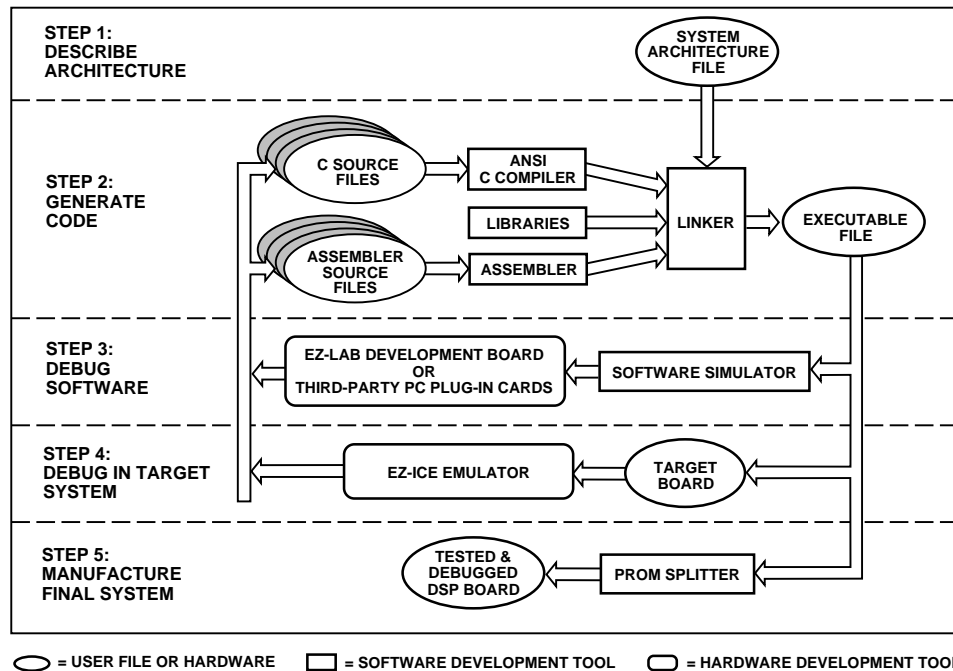 STEP 1:
DESCRIBE
ARCHITECTURE
SYSTEM
ARCHITECTURE
FILE
STEP 2:
GENERATE
CODE
C SOURCE
FILES
ANSI
C COMPILER
LIBRARIES
LINKER
EXECUTABLE
FILE
ASSEMBLER
SOURCE
FILES
ASSEMBLER
STEP 3:
DEBUG
SOFTWARE
EZ-LAB DEVELOPMENT BOARD
OR
THIRD-PARTY PC PLUG-IN CARDS
SOFTWARE SIMULATOR
STEP 4:
DEBUG IN TARGET
SYSTEM
EZ-ICE EMULATOR
TARGET
BOARD
STEP 5:
MANUFACTURE
FINAL SYSTEM
TESTED &
DEBUGGED
DSP BOARD
PROM SPLITTER
= USER FILE OR HARDWARE
= SOFTWARE DEVELOPMENT TOOL
= HARDWARE DEVELOPMENT TOOL